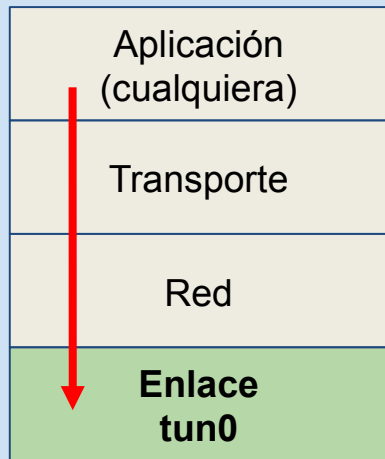 Aplicación
(cualquiera)
Transporte
Red
Enlace
tun0